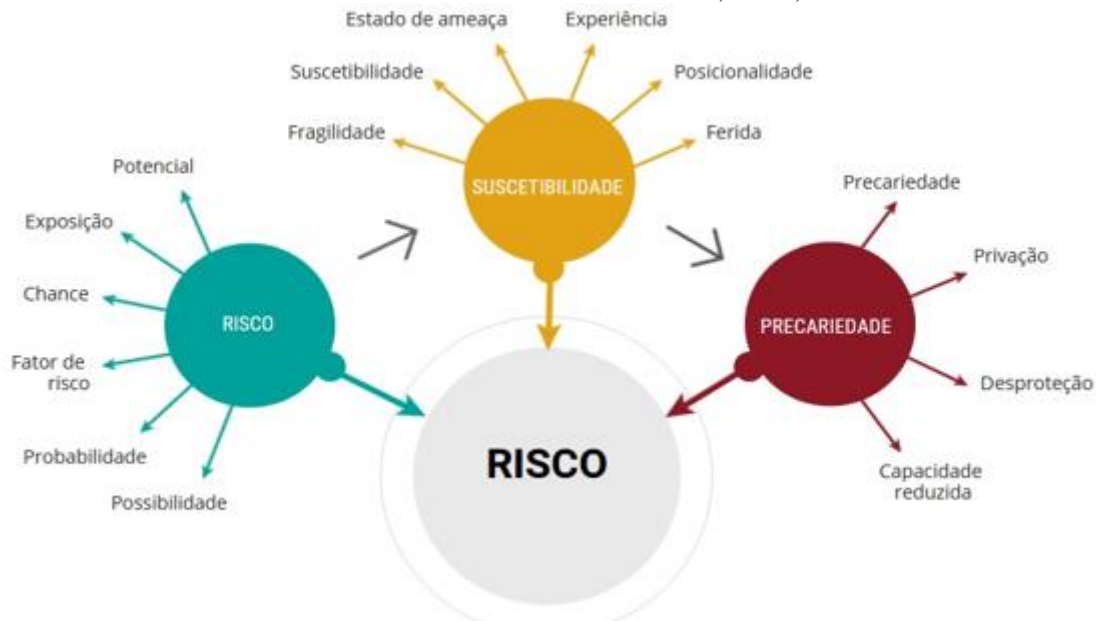 Estado de ameaça
Experiência
Suscetibilidade
Posicionalidade
Fragilidade
Ferida
SUSCETIBILIDADE
Potencial
Exposição
Chance
Fator de
risco
Probabilidade
Possibilidade
RISCO
Precariedade
Privação
Desproteção
Capacidade
reduzida
PRECARIEDADE
RISCO